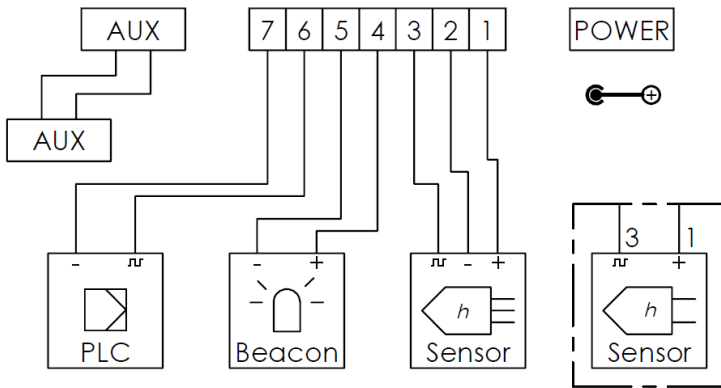 AUX
7 6 5 4 3 2 1
POWER
+
AUX
3 1
-
- +
- +
+
h
h
PLC
Beacon
Sensor
Sensor